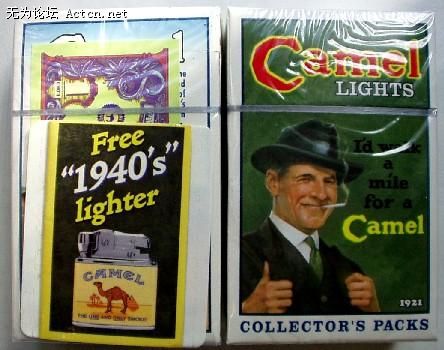 无为论坛 Actcn.net
Free
"1940's"
lighter
CAMEL
Camel
LIGHTS
I'd walk
a
mile
for a
Camel
1921
COLLECTOR'S PACKS